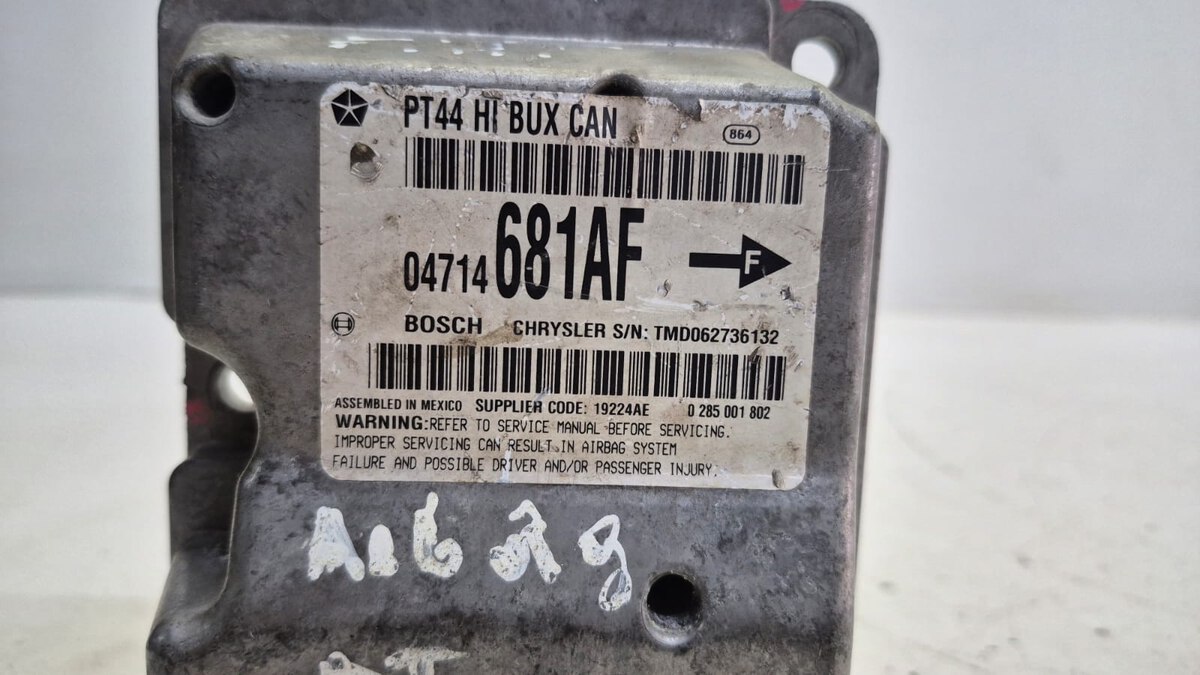 PT44 HI BUX CAN
864
04714 681AF
F
BOSCH CHRYSLER S/N: TMD062736132
ASSEMBLED IN MEXICO SUPPLIER CODE: 19224AE 0 285 001 802
WARNING:REFER TO SERVICE MANUAL BEFORE SERVICING.
IMPROPER SERVICING CAN RESULT IN AIRBAG SYSTEM
FAILURE AND POSSIBLE DRIVER AND/OR PASSENGER INJURY.